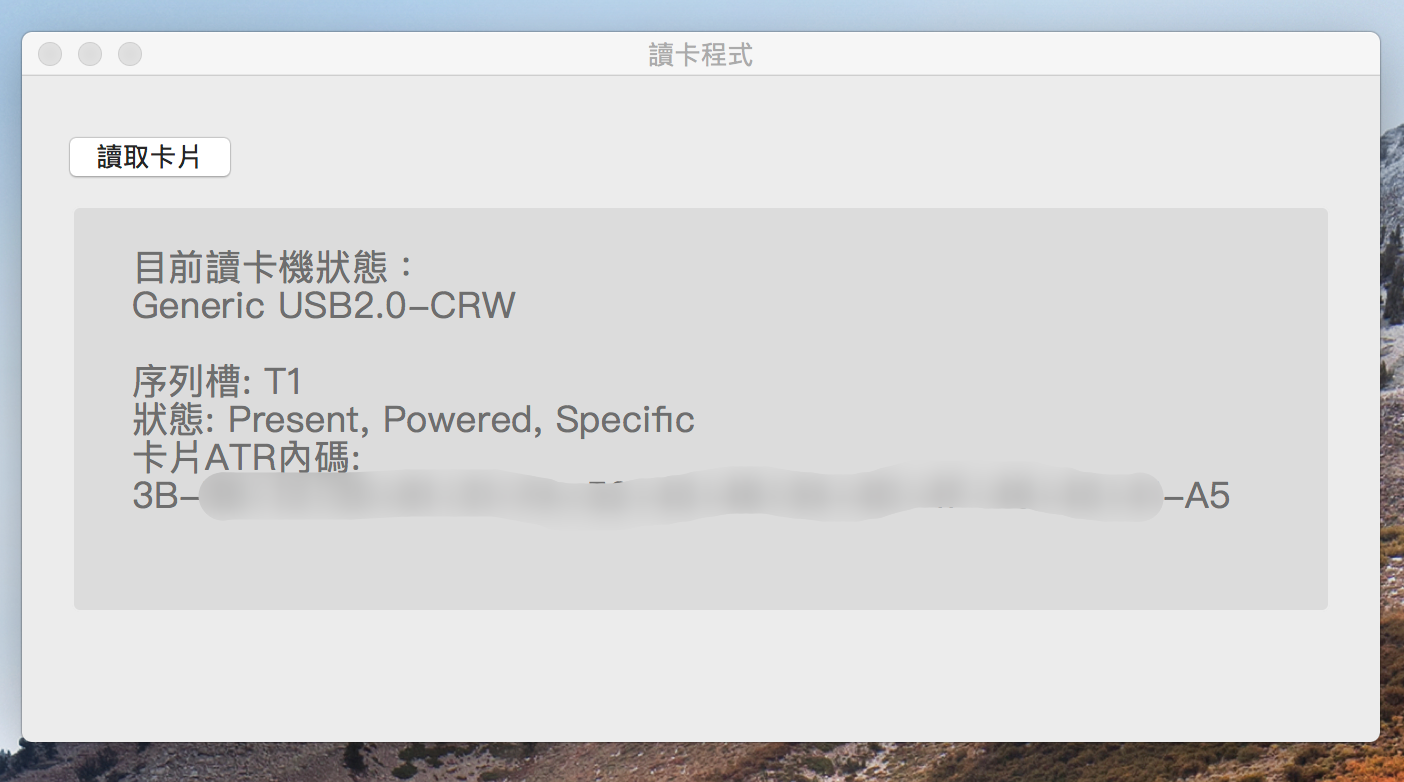 讀卡程式
讀取卡片
目前讀卡機狀態：
Generic USB2.0-CRW
序列槽: T1
狀態: Present, Powered, Specific
卡片ATR內碼:
3B-
-A5